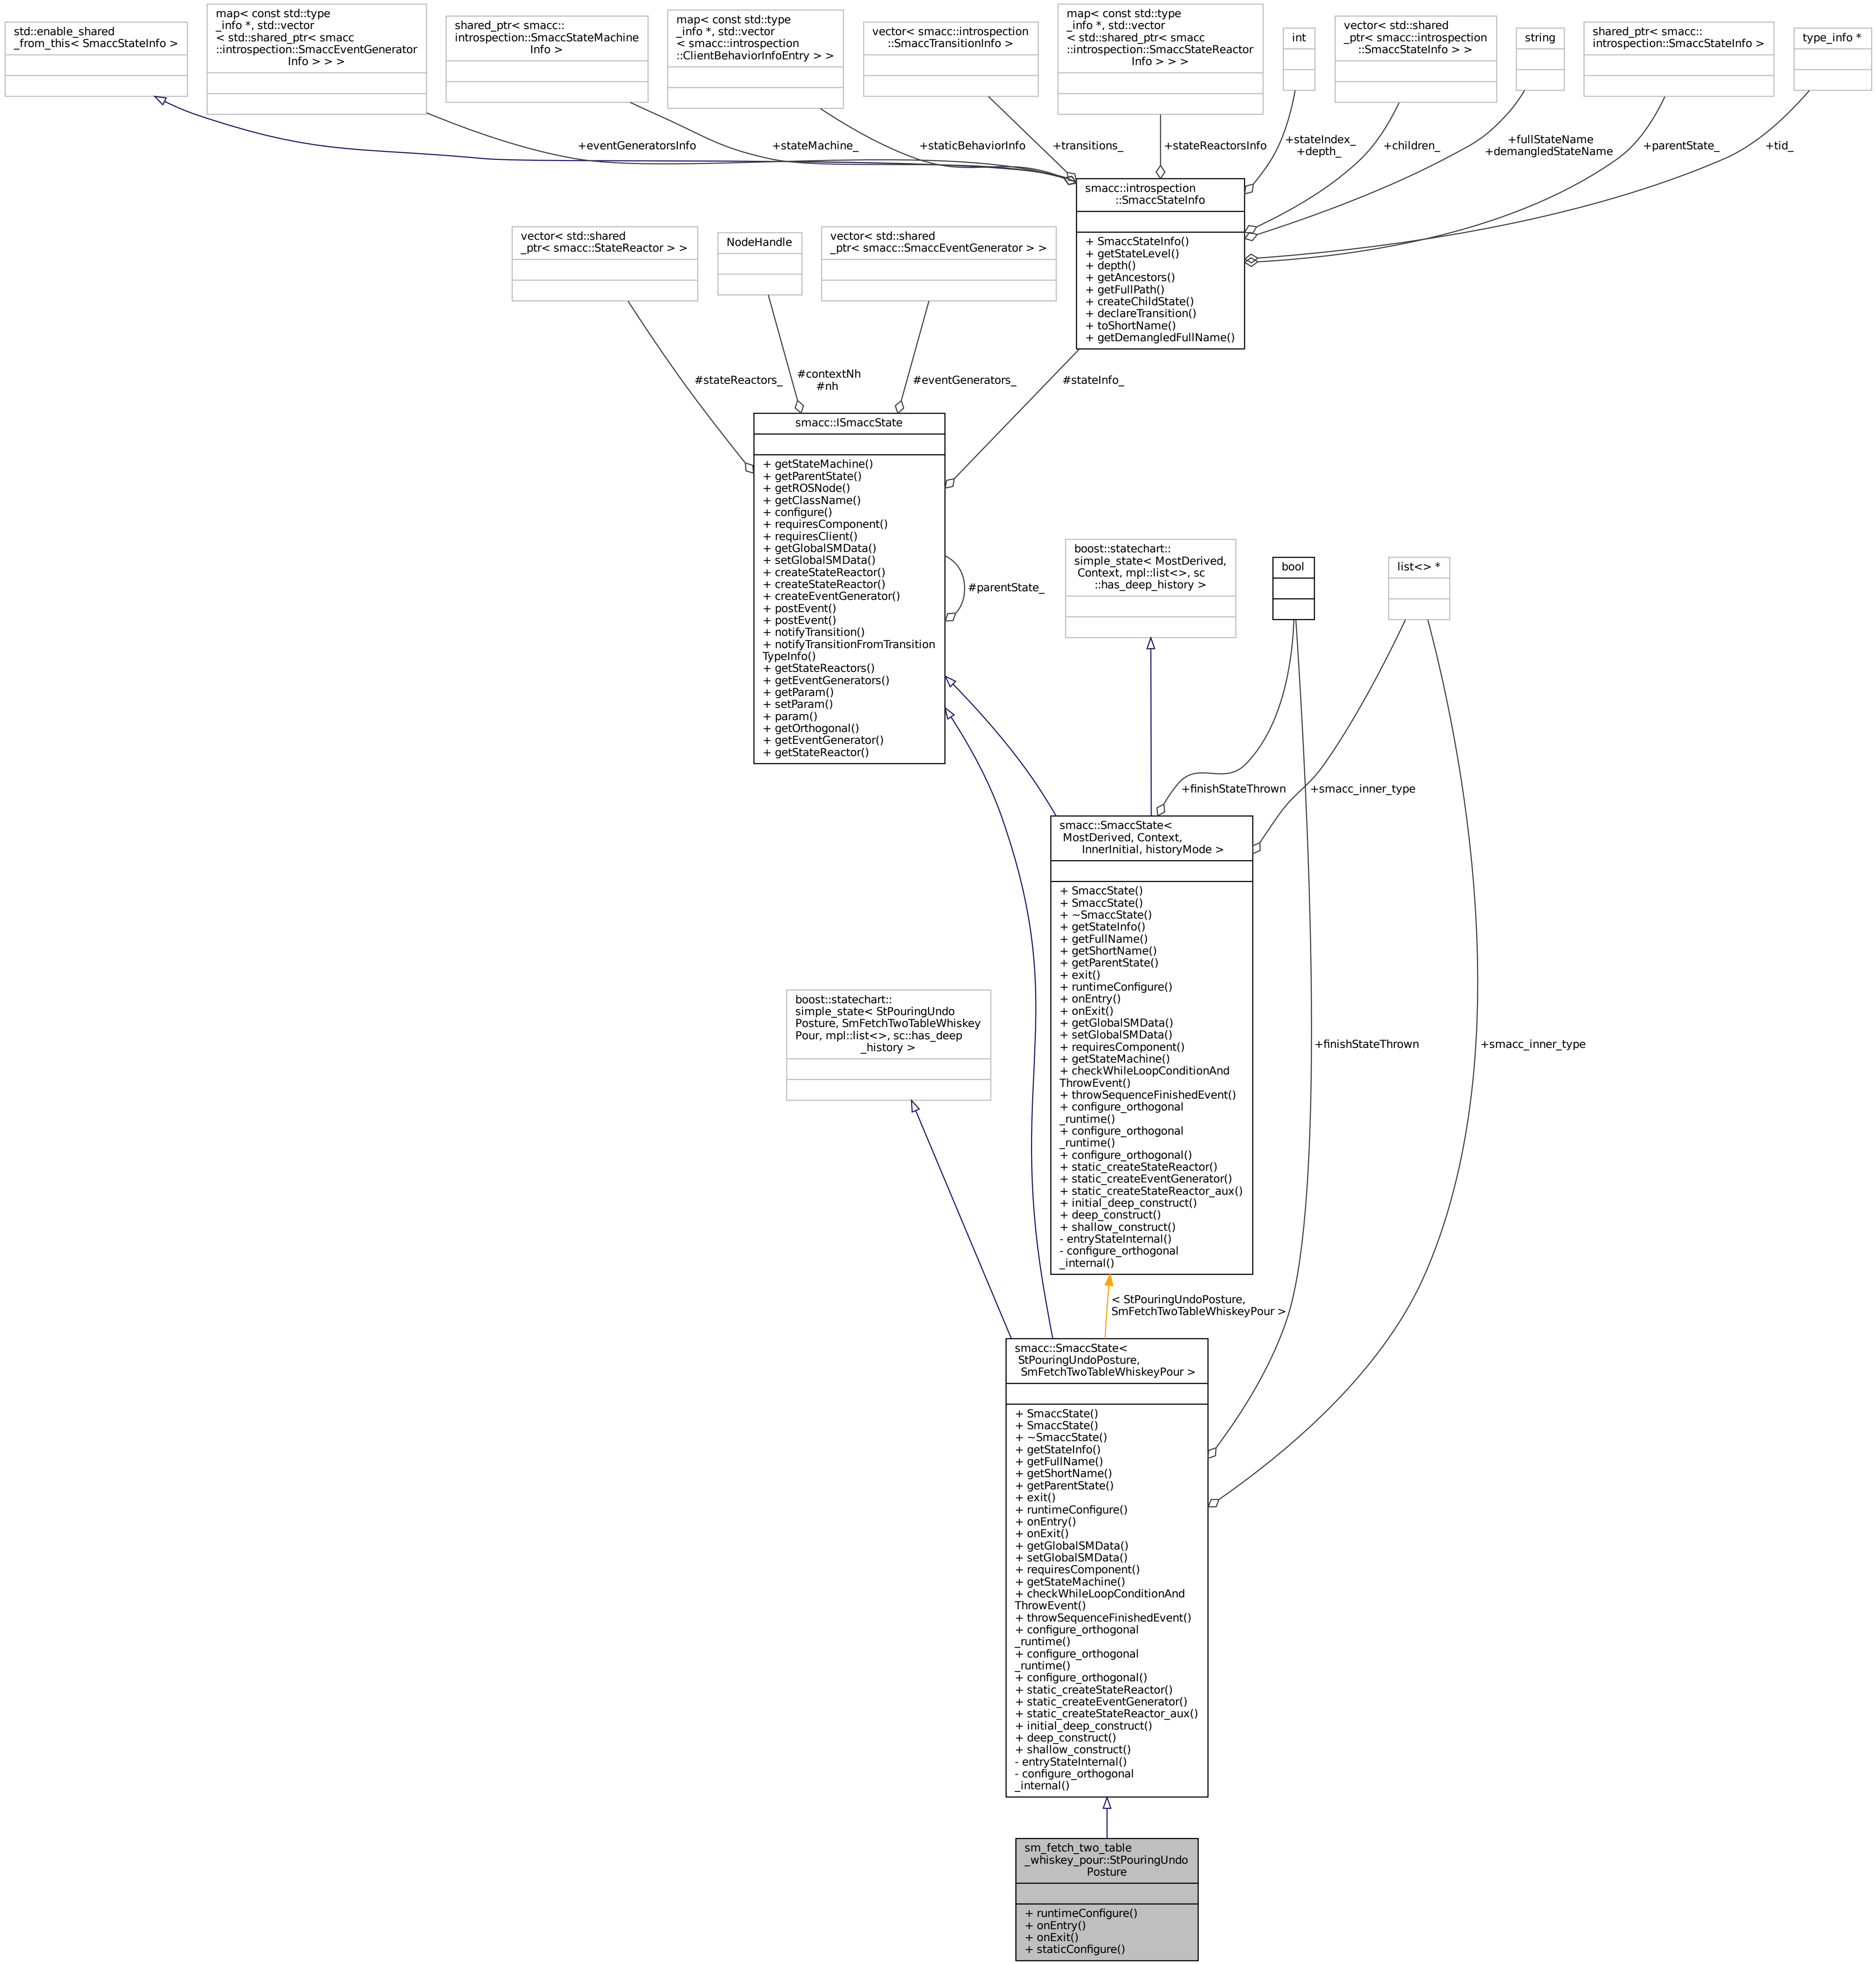 std::enable_shared
_from_this< SmaccStateInfo >
map< const std::type
_info *, std::vector
< std::shared_ptr< smacc
::introspection::SmaccEventGenerator
Info > > >
shared_ptr< smacc::
introspection::SmaccStateMachine
Info >
map< const std::type
_info *, std::vector
< smacc::introspection
::ClientBehaviorInfoEntry > >
vector< smacc::introspection
::SmaccTransitionInfo >
map< const std::type
_info *, std::vector
< std::shared_ptr< smacc
::introspection::SmaccStateReactor
Info > > >
int
vector< std::shared
_ptr< smacc::introspection
::SmaccStateInfo > >
string
shared_ptr< smacc::
introspection::SmaccStateInfo >
type_info *
+eventGeneratorsInfo
+stateMachine_
+staticBehaviorInfo
+transitions_
+stateReactorsInfo
+stateIndex_
+depth_
+children_
+fullStateName
+demangledStateName
+parentState_
+tid_
smacc::introspection
::SmaccStateInfo
+ SmaccStateInfo()
+ getStateLevel()
+ depth()
+ getAncestors()
+ getFullPath()
+ createChildState()
+ declareTransition()
+ toShortName()
+ getDemangledFullName()
vector< std::shared
_ptr< smacc::StateReactor > >
NodeHandle
vector< std::shared
_ptr< smacc::SmaccEventGenerator > >
#stateReactors_
#contextNh
#nh
#eventGenerators_
#stateInfo_
smacc::ISmaccState
+ getStateMachine()
+ getParentState()
+ getROSNode()
+ getClassName()
+ configure()
+ requiresComponent()
+ requiresClient()
+ getGlobalSMData()
+ setGlobalSMData()
+ createStateReactor()
+ createStateReactor()
+ createEventGenerator()
+ postEvent()
+ postEvent()
+ notifyTransition()
+ notifyTransitionFromTransition
TypeInfo()
+ getStateReactors()
+ getEventGenerators()
+ getParam()
+ setParam()
+ param()
+ getOrthogonal()
+ getEventGenerator()
+ getStateReactor()
#parentState_
boost::statechart::
simple_state< MostDerived,
Context, mpl::list<>, sc
::has_deep_history >
bool
list<> *
+finishStateThrown
+smacc_inner_type
smacc::SmaccState<
MostDerived, Context,
InnerInitial, historyMode >
+ SmaccState()
+ SmaccState()
+ ~SmaccState()
+ getStateInfo()
+ getFullName()
+ getShortName()
+ getParentState()
+ exit()
+ runtimeConfigure()
+ onEntry()
+ onExit()
+ getGlobalSMData()
+ setGlobalSMData()
+ requiresComponent()
+ getStateMachine()
+ checkWhileLoopConditionAnd
ThrowEvent()
+ throwSequenceFinishedEvent()
+ configure_orthogonal
_runtime()
+ configure_orthogonal
_runtime()
+ configure_orthogonal()
+ static_createStateReactor()
+ static_createEventGenerator()
+ static_createStateReactor_aux()
+ initial_deep_construct()
+ deep_construct()
+ shallow_construct()
- entryStateInternal()
- configure_orthogonal
_internal()
boost::statechart::
simple_state< StPouringUndo
Posture, SmFetchTwoTableWhiskey
Pour, mpl::list<>, sc::has_deep
_history >
+finishStateThrown
+smacc_inner_type
< StPouringUndoPosture,
SmFetchTwoTableWhiskeyPour >
smacc::SmaccState<
StPouringUndoPosture,
SmFetchTwoTableWhiskeyPour >
+ SmaccState()
+ SmaccState()
+ ~SmaccState()
+ getStateInfo()
+ getFullName()
+ getShortName()
+ getParentState()
+ exit()
+ runtimeConfigure()
+ onEntry()
+ onExit()
+ getGlobalSMData()
+ setGlobalSMData()
+ requiresComponent()
+ getStateMachine()
+ checkWhileLoopConditionAnd
ThrowEvent()
+ throwSequenceFinishedEvent()
+ configure_orthogonal
_runtime()
+ configure_orthogonal
_runtime()
+ configure_orthogonal()
+ static_createStateReactor()
+ static_createEventGenerator()
+ static_createStateReactor_aux()
+ initial_deep_construct()
+ deep_construct()
+ shallow_construct()
- entryStateInternal()
- configure_orthogonal
_internal()
sm_fetch_two_table
_whiskey_pour::StPouringUndo
Posture
+ runtimeConfigure()
+ onEntry()
+ onExit()
+ staticConfigure()